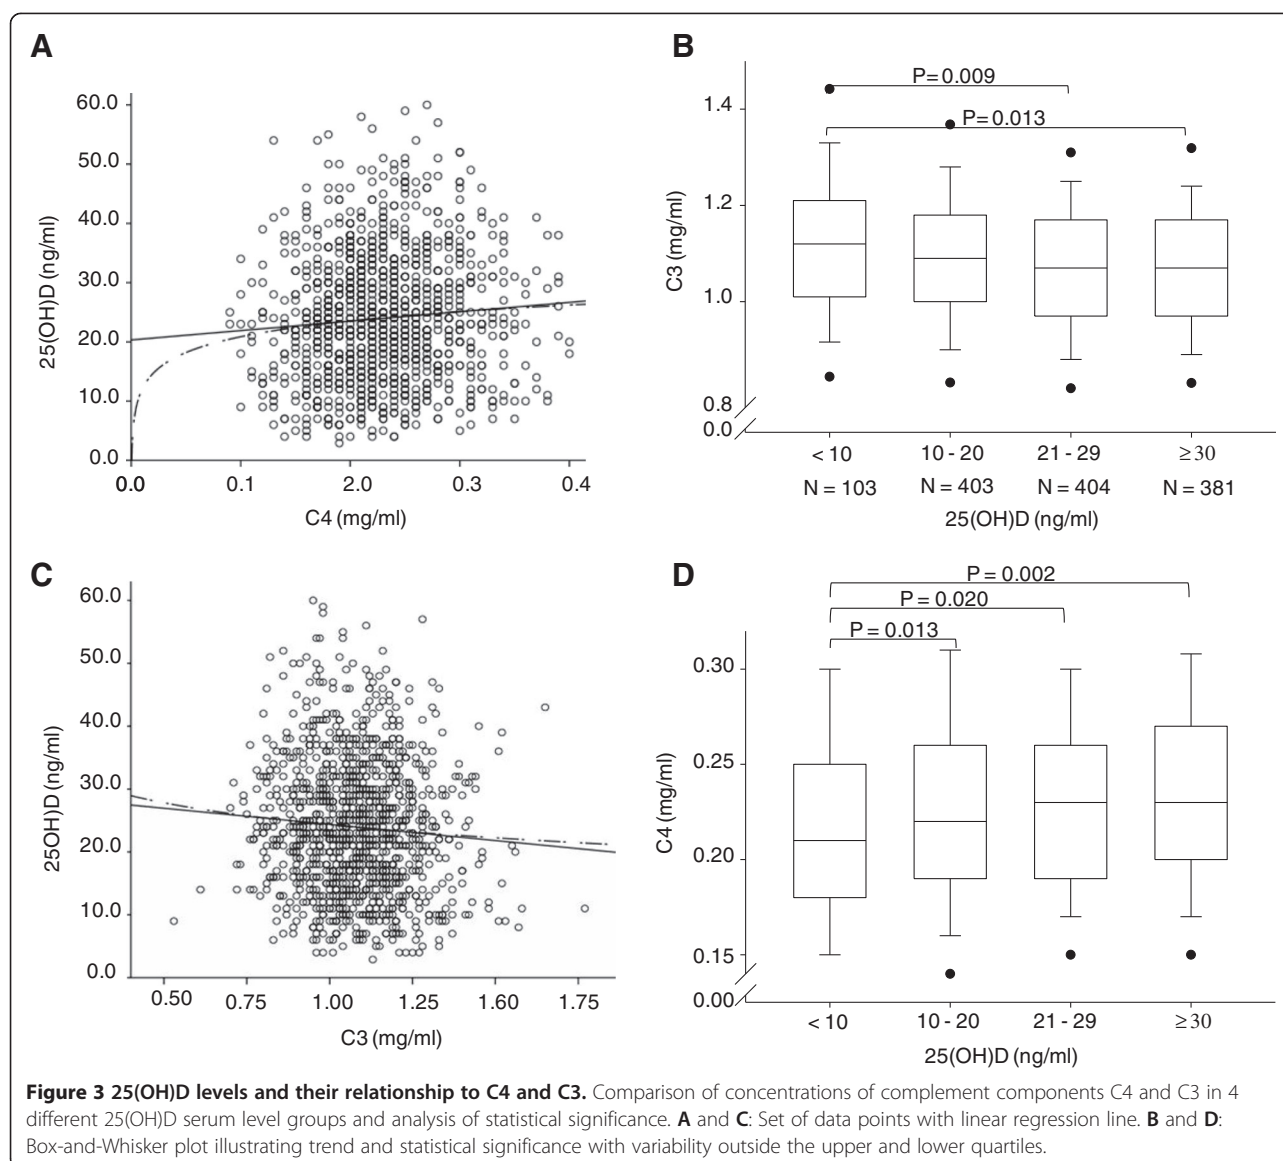 A
60.0
50.0
40.0
30.0
20.0
10.0
0.0
25(OH)D (ng/ml)
0.0 0.1 2.0 0.3 0.4
C4 (mg/ml)
B
P=0.009
P=0.013
1.4
1.2
1.0
0.8
0.0
C3 (mg/ml)
<10 10-20 21-29 ≥30
N=103 N=403 N=404 N=381
25(OH)D (ng/ml)
C
60.0
50.0
40.0
30.0
20.0
10.0
0.0
25OH)D (ng/ml)
0.50 0.75 1.00 1.25 1.60 1.75
C3 (mg/ml)
D
P = 0.002
P = 0.020
P = 0.013
0.30
0.25
0.20
0.15
0.00
C4 (mg/ml)
<10 10-20 21-29 ≥30
25(OH)D (ng/ml)
Figure 3 25(OH)D levels and their relationship to C4 and C3. Comparison of concentrations of complement components C4 and C3 in 4
different 25(OH)D serum level groups and analysis of statistical significance. A and C: Set of data points with linear regression line. B and D:
Box-and-Whisker plot illustrating trend and statistical significance with variability outside the upper and lower quartiles.